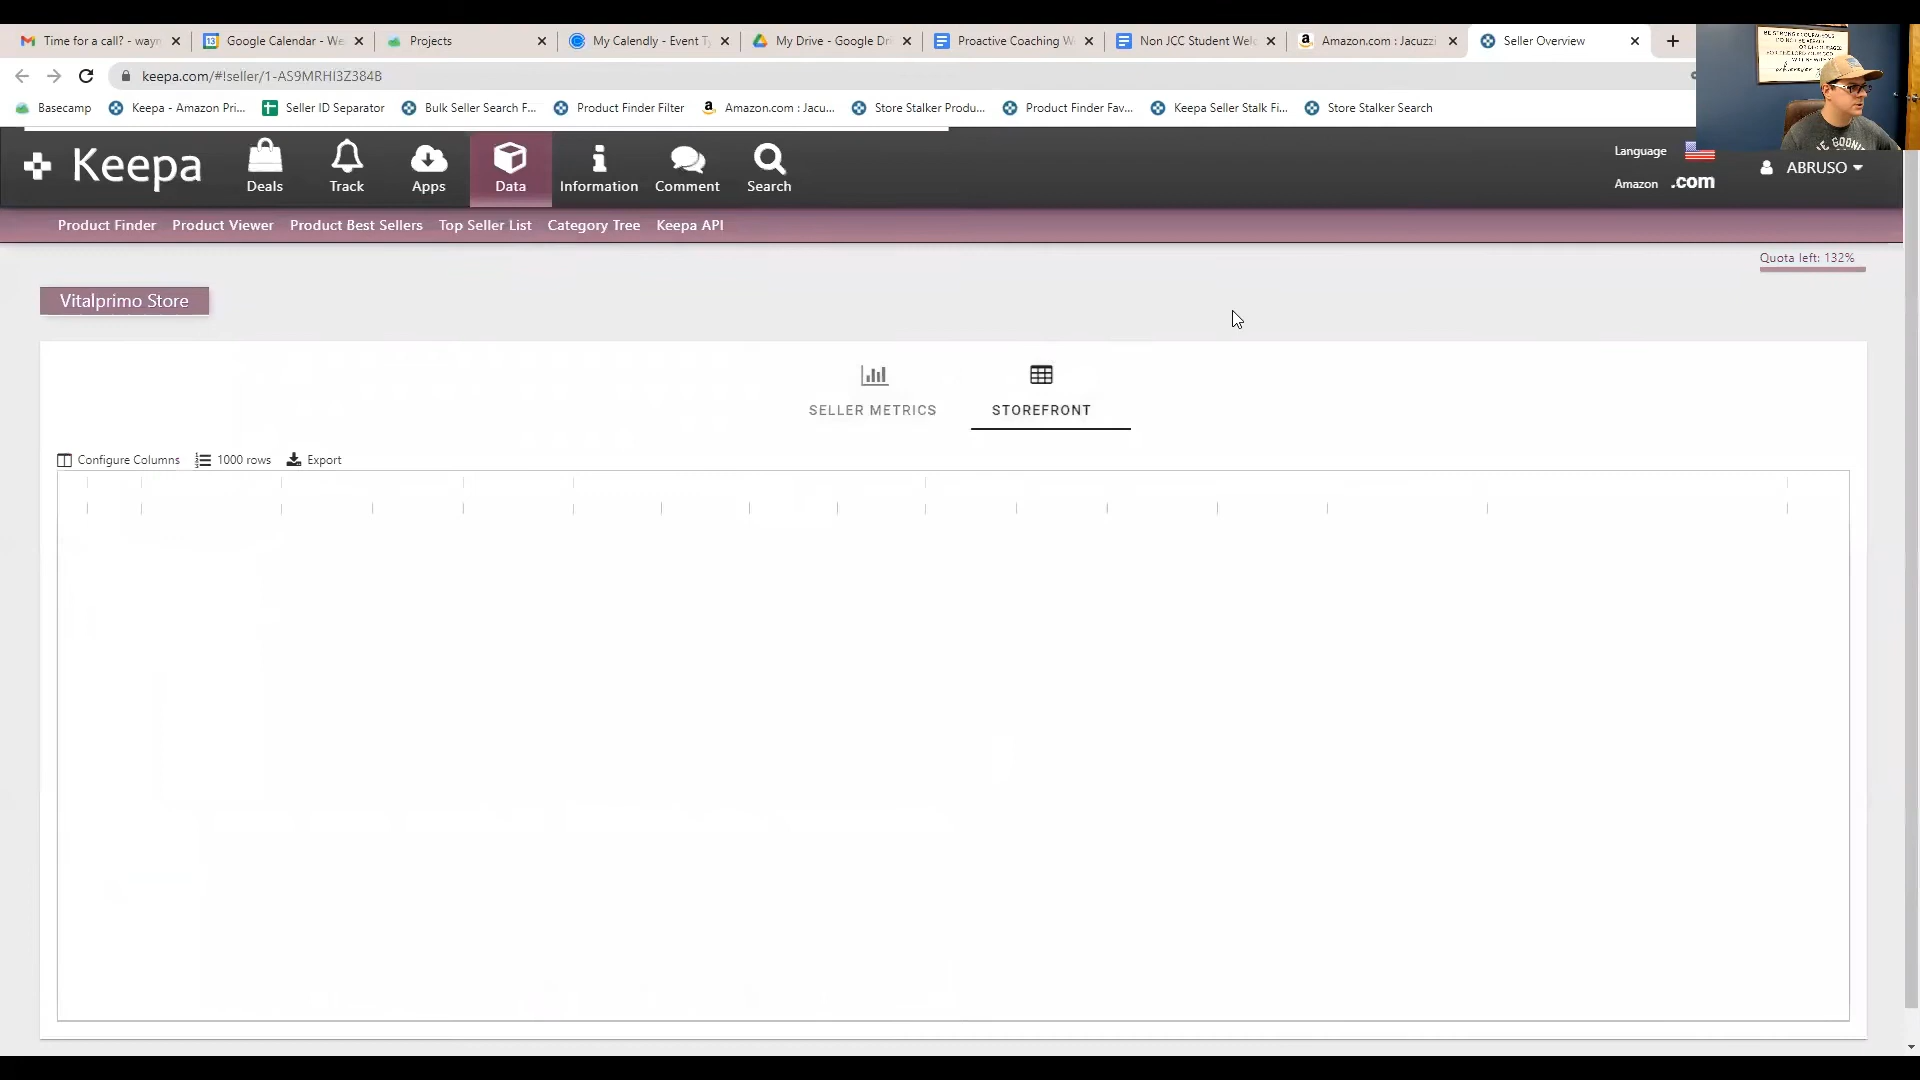 Time for a call? - wayn
Google Calendar - We
Projects
My Calendly - Event Ty
My Drive - Google Dri
Proactive Coaching W
Non JCC Student Welc
Amazon.com : Jacuzzi
Seller Overview
keepa.com/#!seller/1-AS9MRHI3Z384B
Basecamp
Keepa - Amazon Pri...
Seller ID Separator
Bulk Seller Search F...
Product Finder Filter
Amazon.com : Jacu...
Store Stalker Produ...
Product Finder Fav...
Keepa Seller Stalk Fi...
Store Stalker Search
Keepa
Deals
Track
Apps
Data
Information
Comment
Search
Language
Amazon .com
ABRUSO
Product Finder
Product Viewer
Product Best Sellers
Top Seller List
Category Tree
Keepa API
Quota left: 132%
Vitalprimo Store
SELLER METRICS
STOREFRONT
Configure Columns
1000 rows
Export